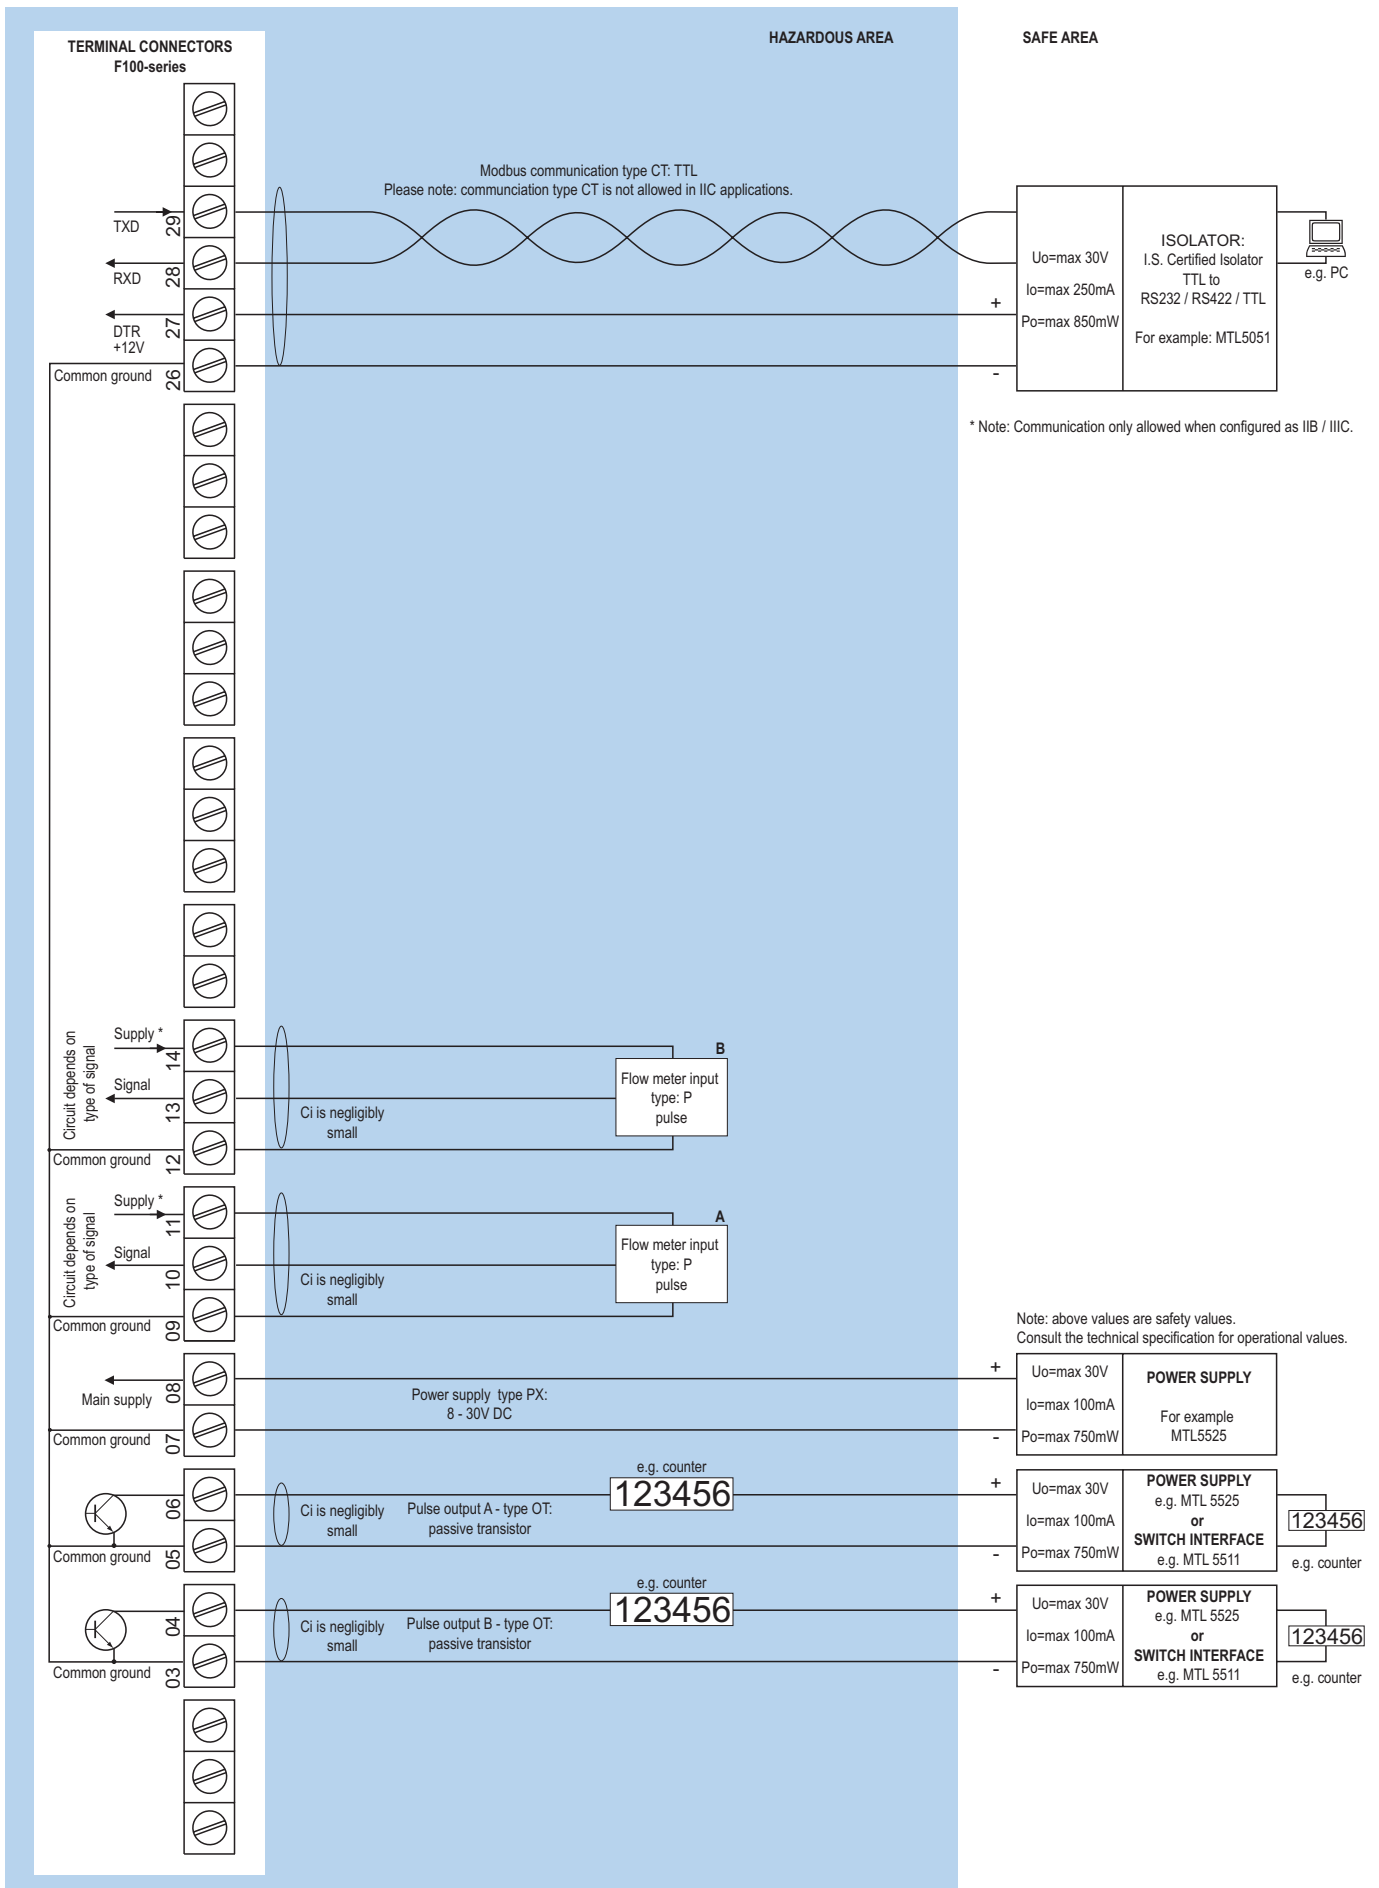 HAZARDOUS AREA
SAFE AREA
TERMINAL CONNECTORS
F100-series
Modbus communication type CT: TTL
Please note: communciation type CT is not allowed in IIC applications.
TXD
29
RXD
28
DTR
+12V
27
Common ground
26
+
-
Uo=max 30V
Io=max 250mA
Po=max 850mW
ISOLATOR:
I.S. Certified Isolator
TTL to
RS232 / RS422 / TTL
For example: MTL5051
e.g. PC
* Note: Communication only allowed when configured as IIB / IIIC.
Circuit depends on
type of signal
Supply *
14
Signal
13
Common ground
12
Ci is negligibly
small
B
Flow meter input
type: P
pulse
Circuit depends on
type of signal
Supply *
11
Signal
10
Common ground
09
Ci is negligibly
small
A
Flow meter input
type: P
pulse
Note: above values are safety values.
Consult the technical specification for operational values.
Main supply
08
Common ground
07
Power supply type PX:
8 - 30V DC
+
-
Uo=max 30V
Io=max 100mA
Po=max 750mW
POWER SUPPLY
For example
MTL5525
06
Common ground
05
Ci is negligibly
small
Pulse output A - type OT:
passive transistor
e.g. counter
123456
+
-
Uo=max 30V
Io=max 100mA
Po=max 750mW
POWER SUPPLY
e.g. MTL 5525
or
SWITCH INTERFACE
e.g. MTL 5511
123456
e.g. counter
04
Common ground
03
Ci is negligibly
small
Pulse output B - type OT:
passive transistor
e.g. counter
123456
+
-
Uo=max 30V
Io=max 100mA
Po=max 750mW
POWER SUPPLY
e.g. MTL 5525
or
SWITCH INTERFACE
e.g. MTL 5511
123456
e.g. counter